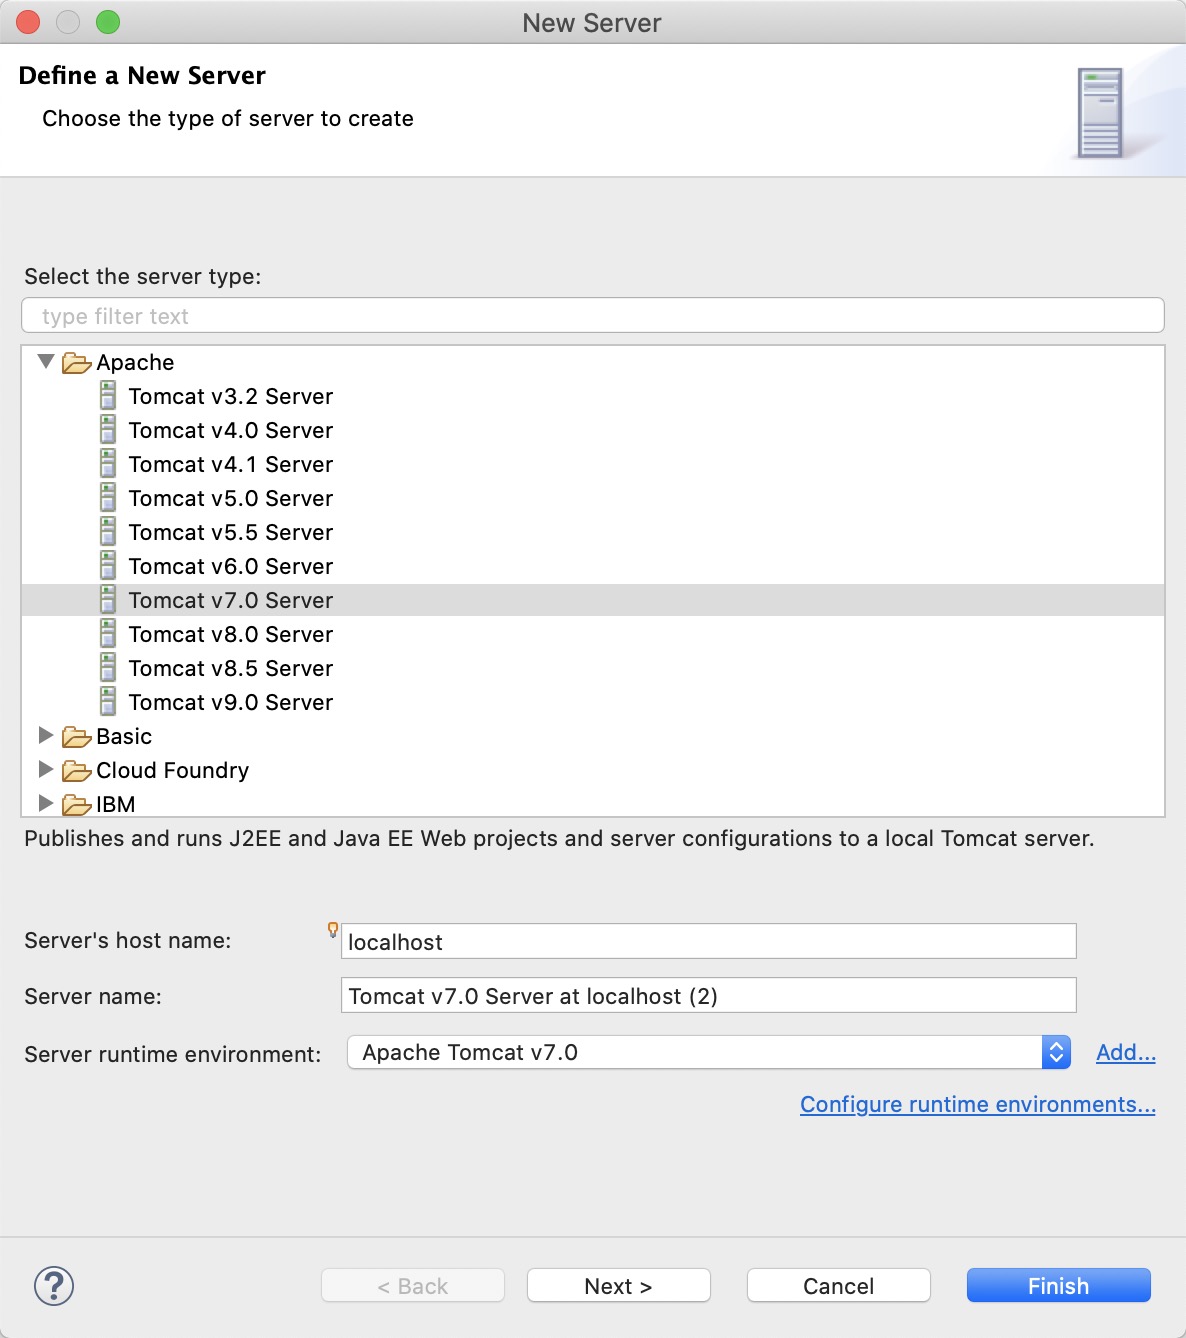 New Server
Define a New Server
Choose the type of server to create
Select the server type:
type filter text
Apache
Tomcat v3.2 Server
Tomcat v4.0 Server
Tomcat v4.1 Server
Tomcat v5.0 Server
Tomcat v5.5 Server
Tomcat v6.0 Server
Tomcat v7.0 Server
Tomcat v8.0 Server
Tomcat v8.5 Server
Tomcat v9.0 Server
Basic
Cloud Foundry
IBM
Publishes and runs J2EE and Java EE Web projects and server configurations to a local Tomcat server.
Server's host name: localhost
Server name: Tomcat v7.0 Server at localhost (2)
Server runtime environment: Apache Tomcat v7.0 Add...
Configure runtime environments...
? < Back Next > Cancel Finish